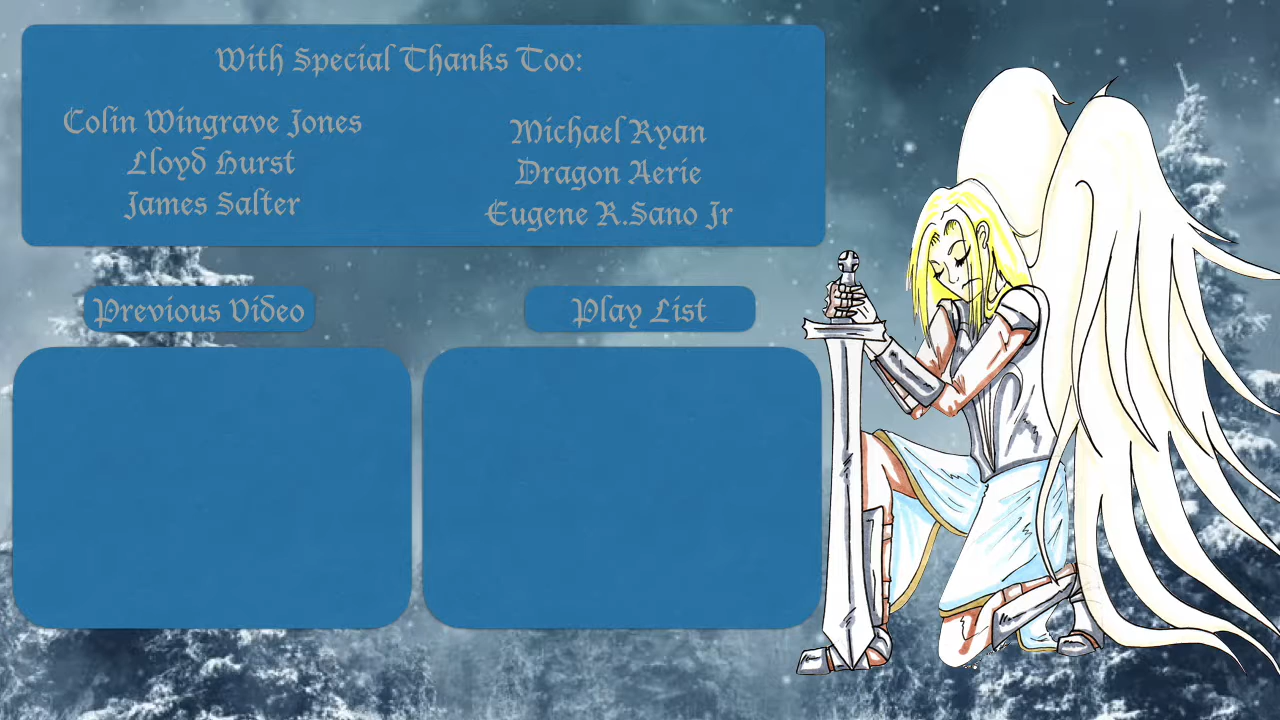 With Special Thanks Too:
Colin Wingrave Jones
Lloyd Hurst
James Salter
Michael Ryan
Dragon Aerie
Eugene R.Sano Jr
Previous Video
Play List